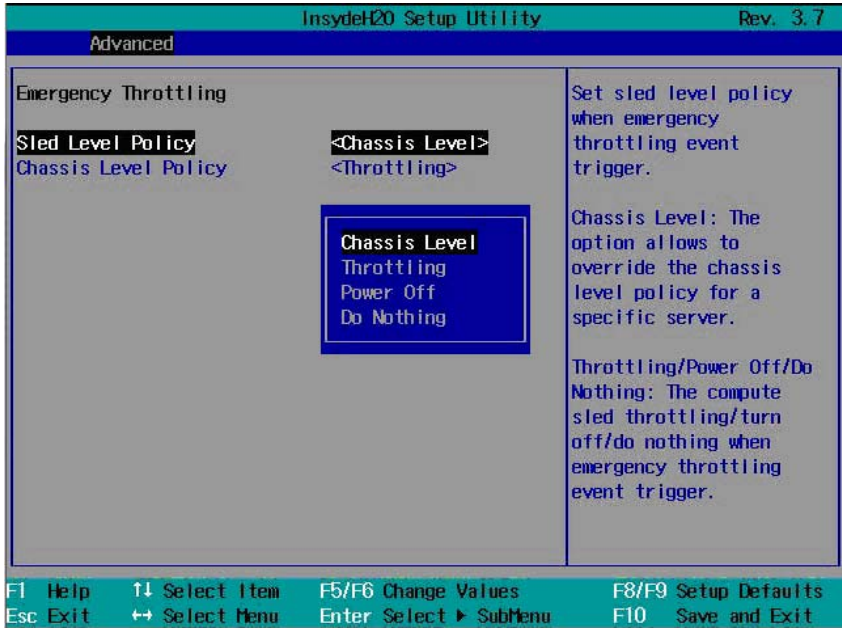 InsydeH2O Setup Utility Rev. 3.7
Advanced
Emergency Throttling
Sled Level Policy <Chassis Level>
Chassis Level Policy <Throttling>
Chassis Level
Throttling
Power Off
Do Nothing
Set sled level policy
when emergency
throttling event
trigger.
Chassis Level: The
option allows to
override the chassis
level policy for a
specific server.
Throttling/Power Off/Do
Nothing: The compute
sled throttling/turn
off/do nothing when
emergency throttling
event trigger.
F1 Help ↑↓ Select Item F5/F6 Change Values F8/F9 Setup Defaults
Esc Exit ↔ Select Menu Enter Select ▶ SubMenu F10 Save and Exit